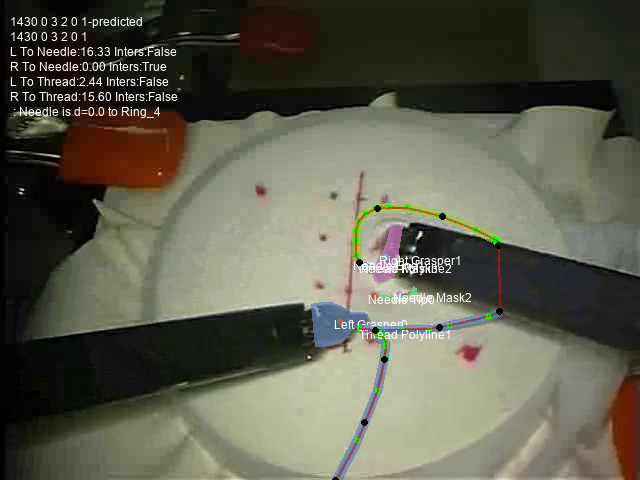 1430 0 3 2 0 1-predicted
1430 0 3 2 0 1
L To Needle:16.33 Inters:False
R To Needle:0.00 Inters:True
L To Thread:2.44 Inters:False
R To Thread:15.60 Inters:False
: Needle is d=0.0 to Ring_4
Right Grasper1
Needle Mask2
Left Grasper0
Thread Polyline1